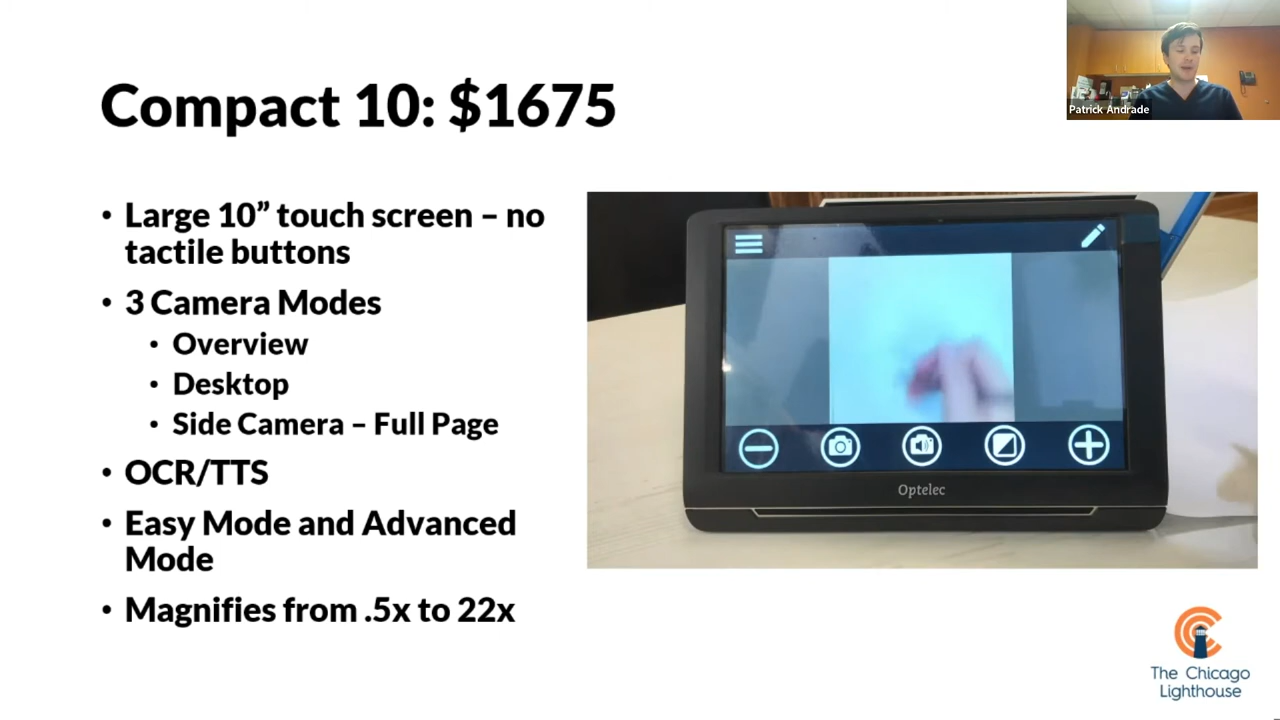 Compact 10: $1675
Patrick Andrade
• Large 10” touch screen – no
tactile buttons
• 3 Camera Modes
• Overview
• Desktop
• Side Camera – Full Page
• OCR/TTS
• Easy Mode and Advanced
Mode
• Magnifies from .5x to 22x
Optelec
The Chicago
Lighthouse